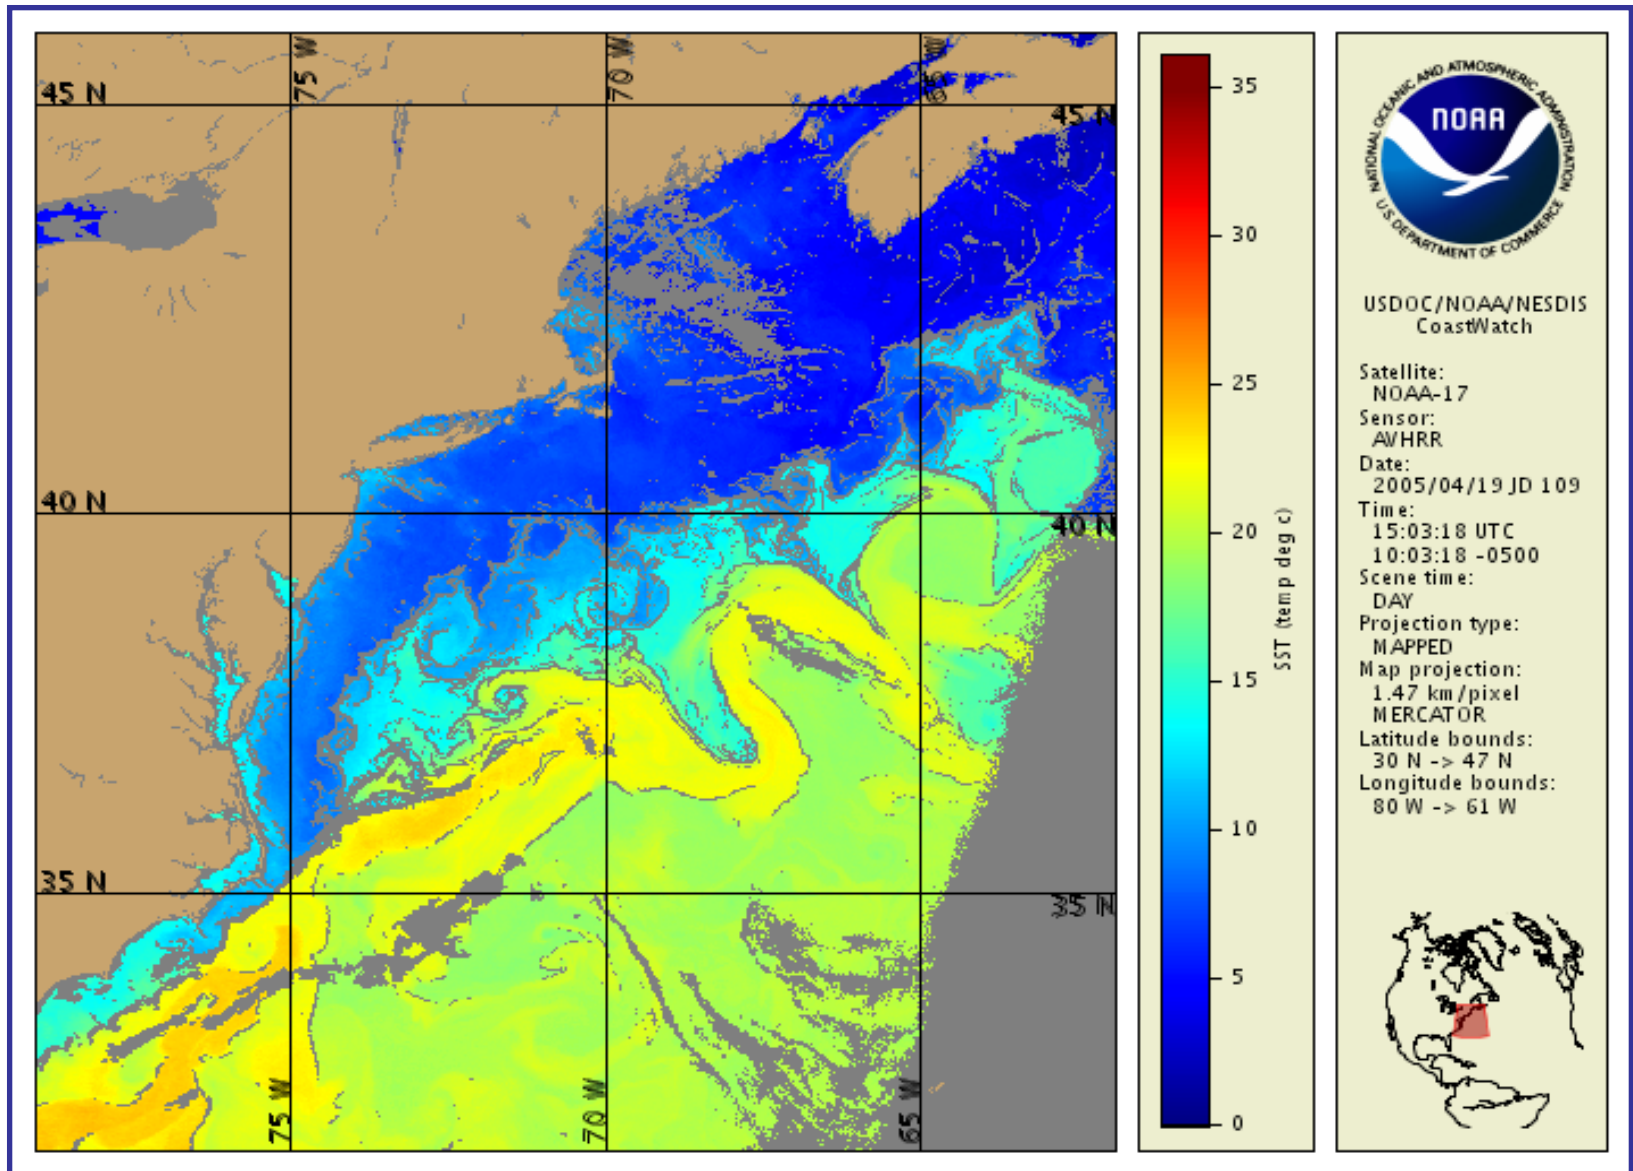 75 W
70 W
65 W
45 N
45 N
40 N
40 N
35 N
35 N
75 W
70 W
65 W
35
30
25
20
15
10
5
0
SST (temp deg c)
NATIONAL OCEANIC AND ATMOSPHERIC ADMINISTRATION
NOAA
U.S. DEPARTMENT OF COMMERCE
USDOC/NOAA/NESDIS
CoastWatch
Satellite:
NOAA-17
Sensor:
AVHRR
Date:
2005/04/19 JD 109
Time:
15:03:18 UTC
10:03:18 -0500
Scene time:
DAY
Projection type:
MAPPED
Map projection:
1.47 km/pixel
MERCATOR
Latitude bounds:
30 N -> 47 N
Longitude bounds:
80 W -> 61 W